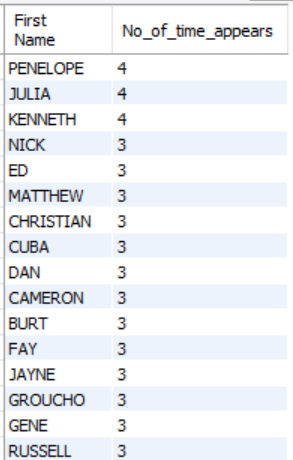 First
Name No_of_time_appears
PENELOPE 4
JULIA 4
KENNETH 4
NICK 3
ED 3
MATTHEW 3
CHRISTIAN 3
CUBA 3
DAN 3
CAMERON 3
BURT 3
FAY 3
JAYNE 3
GROUCHO 3
GENE 3
RUSSELL 3